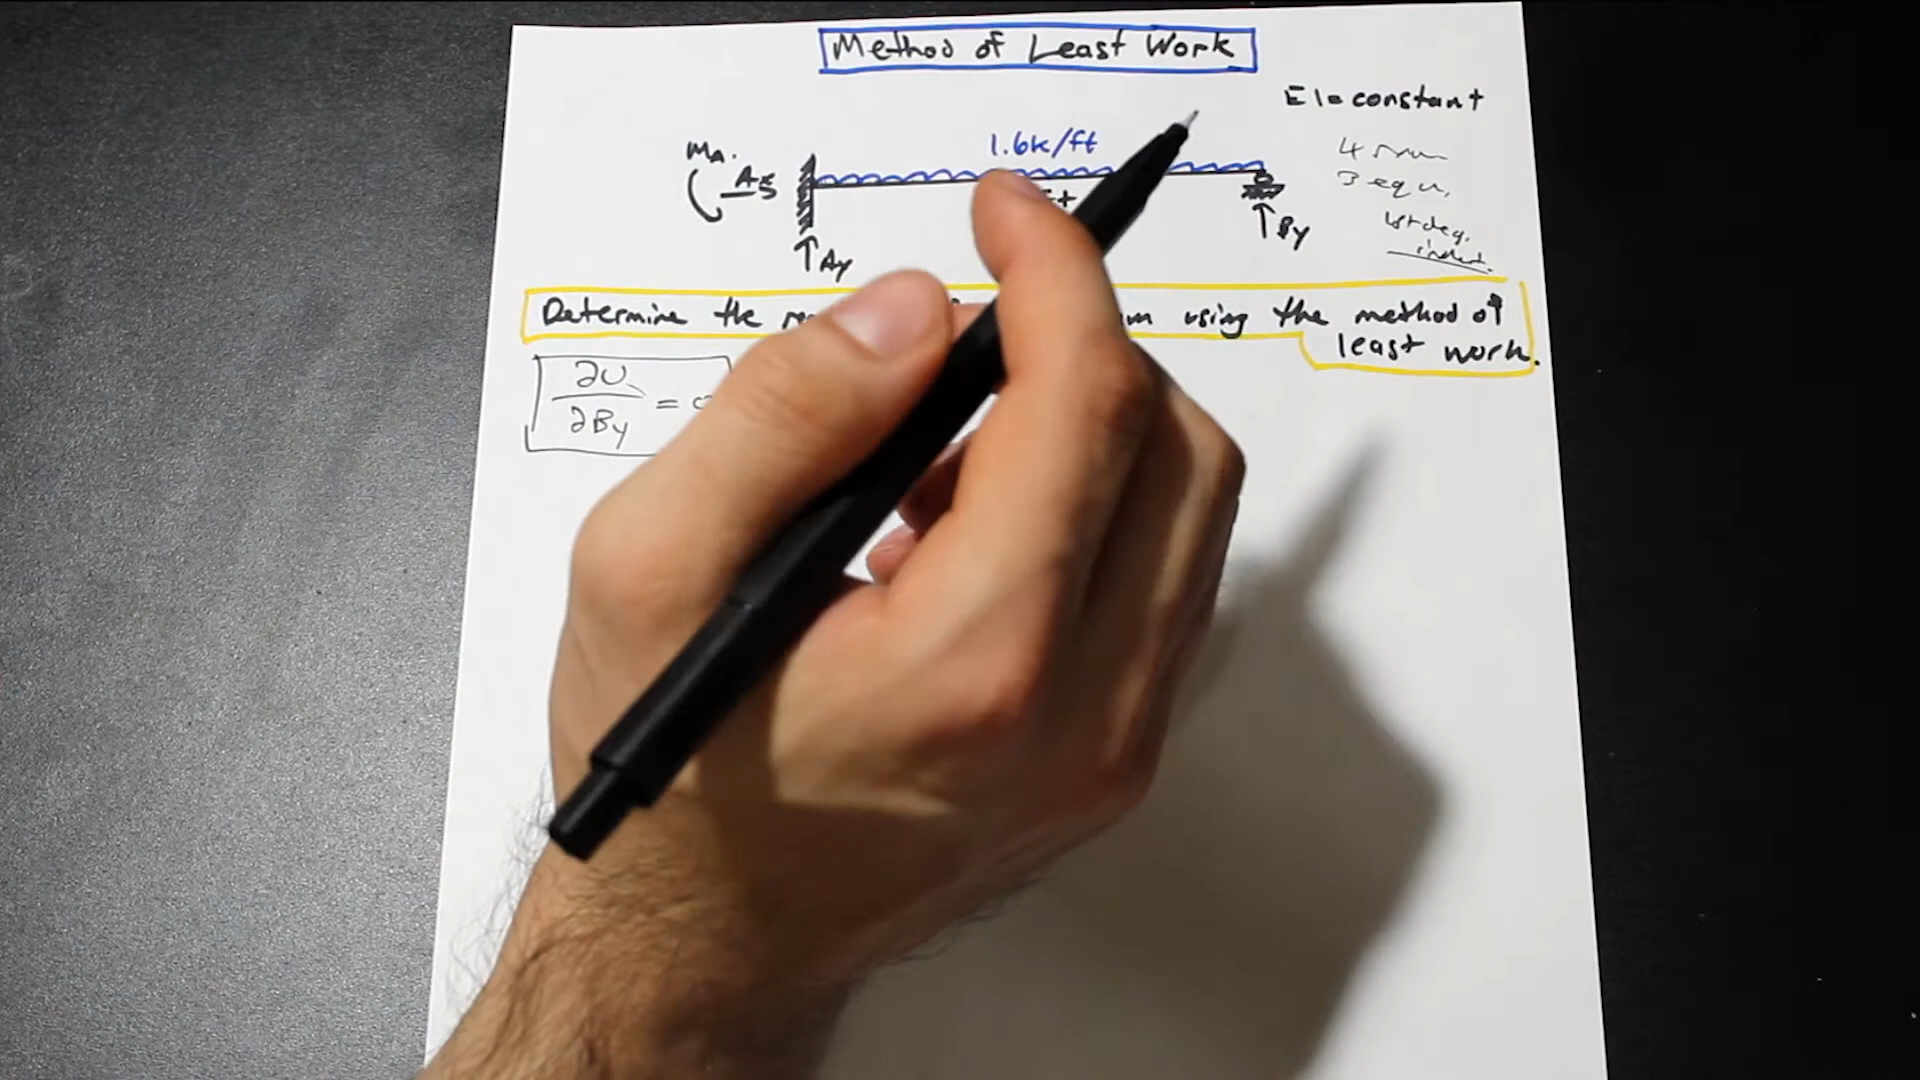 Method of Least Work
EI = constant
1.6k/ft
MA.
Ax
4
3 equ.
1st deg.
indet.
By
Ay
Determine the using the method of
least work.
∂U
∂By
=